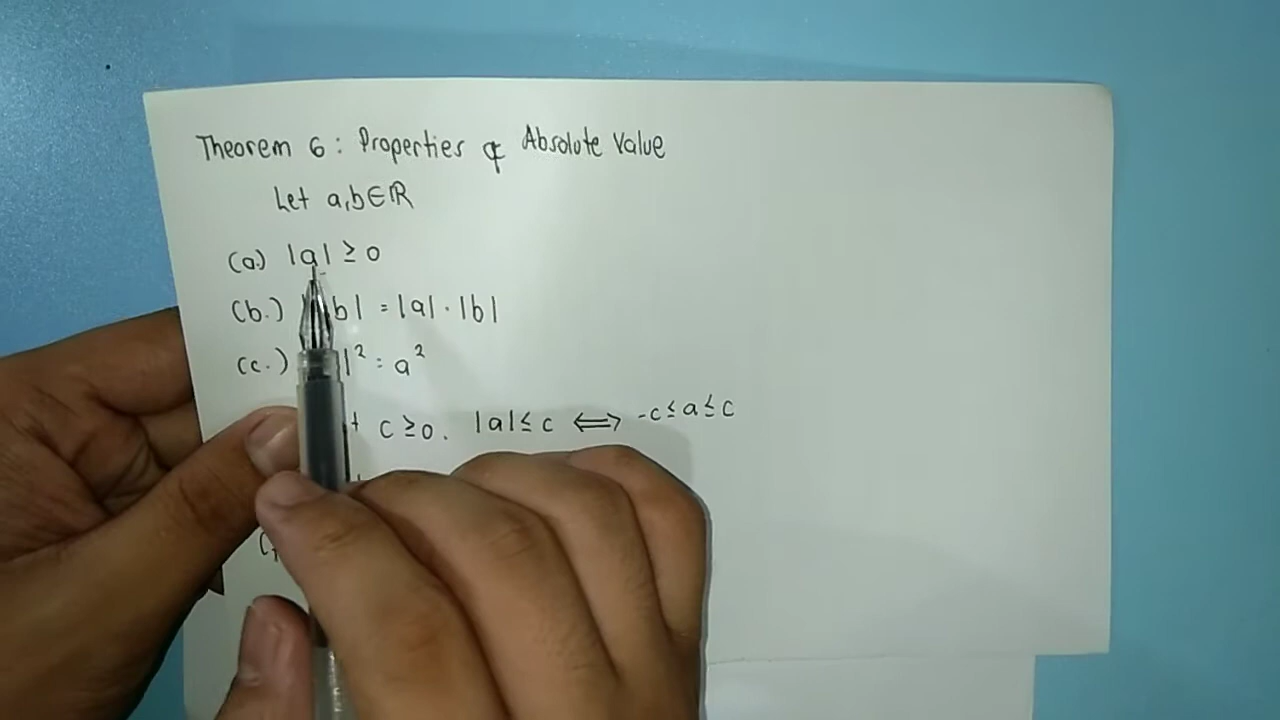 Theorem 6: Properties of Absolute Value
Let a,b∈ℝ
(a.) |a| ≥ 0
(b.) b| = |a|·|b|
(c.) |² = a²
c ≥ 0. |a| ≤ c ⟺ -c ≤ a ≤ c